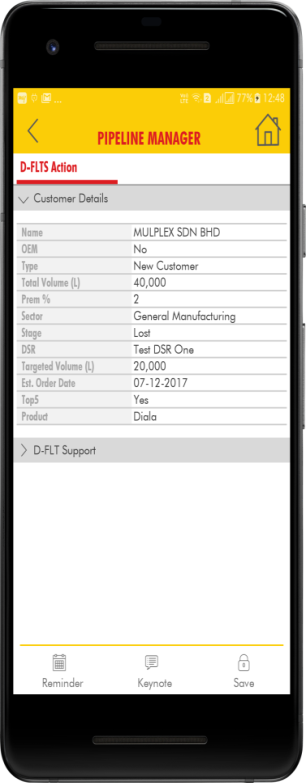 77% 12:48
PIPELINE MANAGER
D-FLTS Action
Customer Details
Name MULPLEX SDN BHD
OEM No
Type New Customer
Total Volume (L) 40,000
Prem % 2
Sector General Manufacturing
Stage Lost
DSR Test DSR One
Targeted Volume (L) 20,000
Est. Order Date 07-12-2017
Top5 Yes
Product Diala
D-FLT Support
Reminder Keynote Save